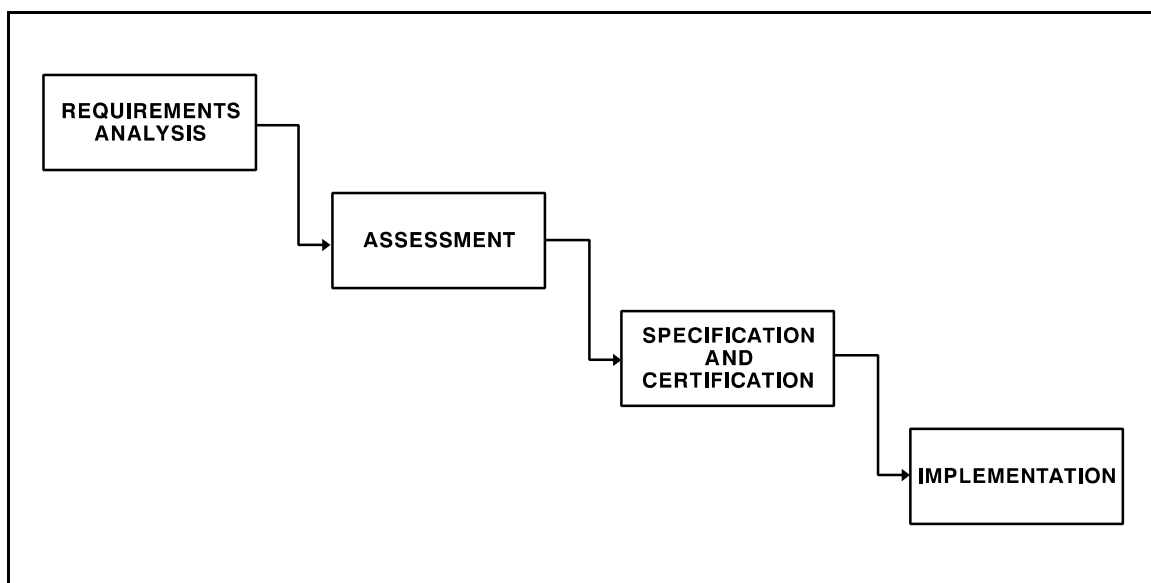 REQUIREMENTS
ANALYSIS
ASSESSMENT
SPECIFICATION
AND
CERTIFICATION
IMPLEMENTATION